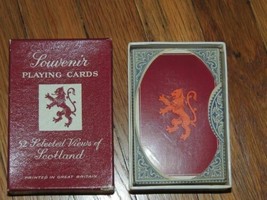 Souvenir
PLAYING CARDS
52 Selected Views of
Scotland
PRINTED IN GREAT BRITAIN